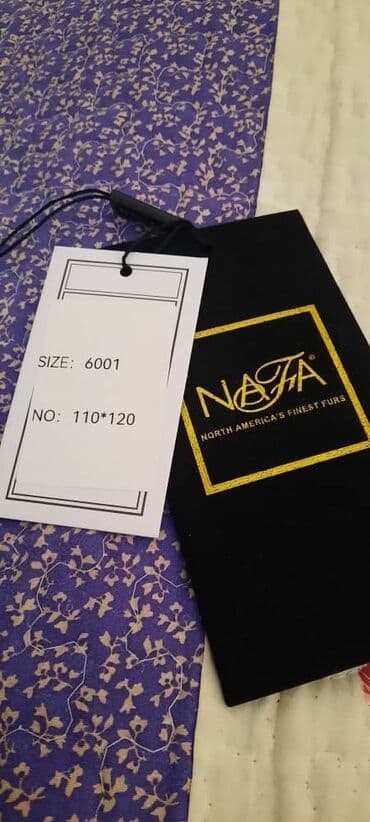 SIZE: 6001
NO: 110*120
NAFA®
NORTH AMERICA'S FINEST FURS